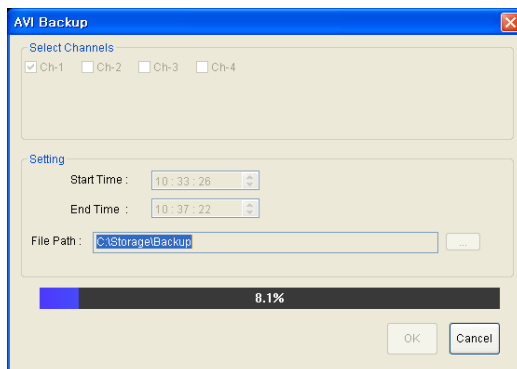 AVI Backup
Select Channels
Ch-1 Ch-2 Ch-3 Ch-4
Setting
Start Time : 10 : 33 : 26
End Time : 10 : 37 : 22
File Path : C:\Storage\Backup ...
8.1%
OK Cancel